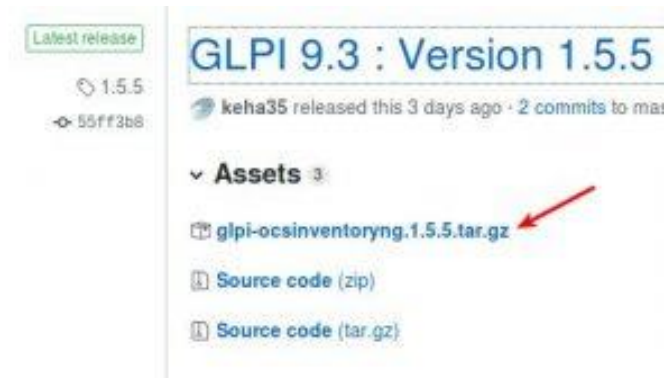 Latest release
1.5.5
55ff3b8
GLPI 9.3 : Version 1.5.5
keha35 released this 3 days ago · 2 commits to mas
Assets 3
glpi-ocsinventoryng.1.5.5.tar.gz
Source code (zip)
Source code (tar.gz)